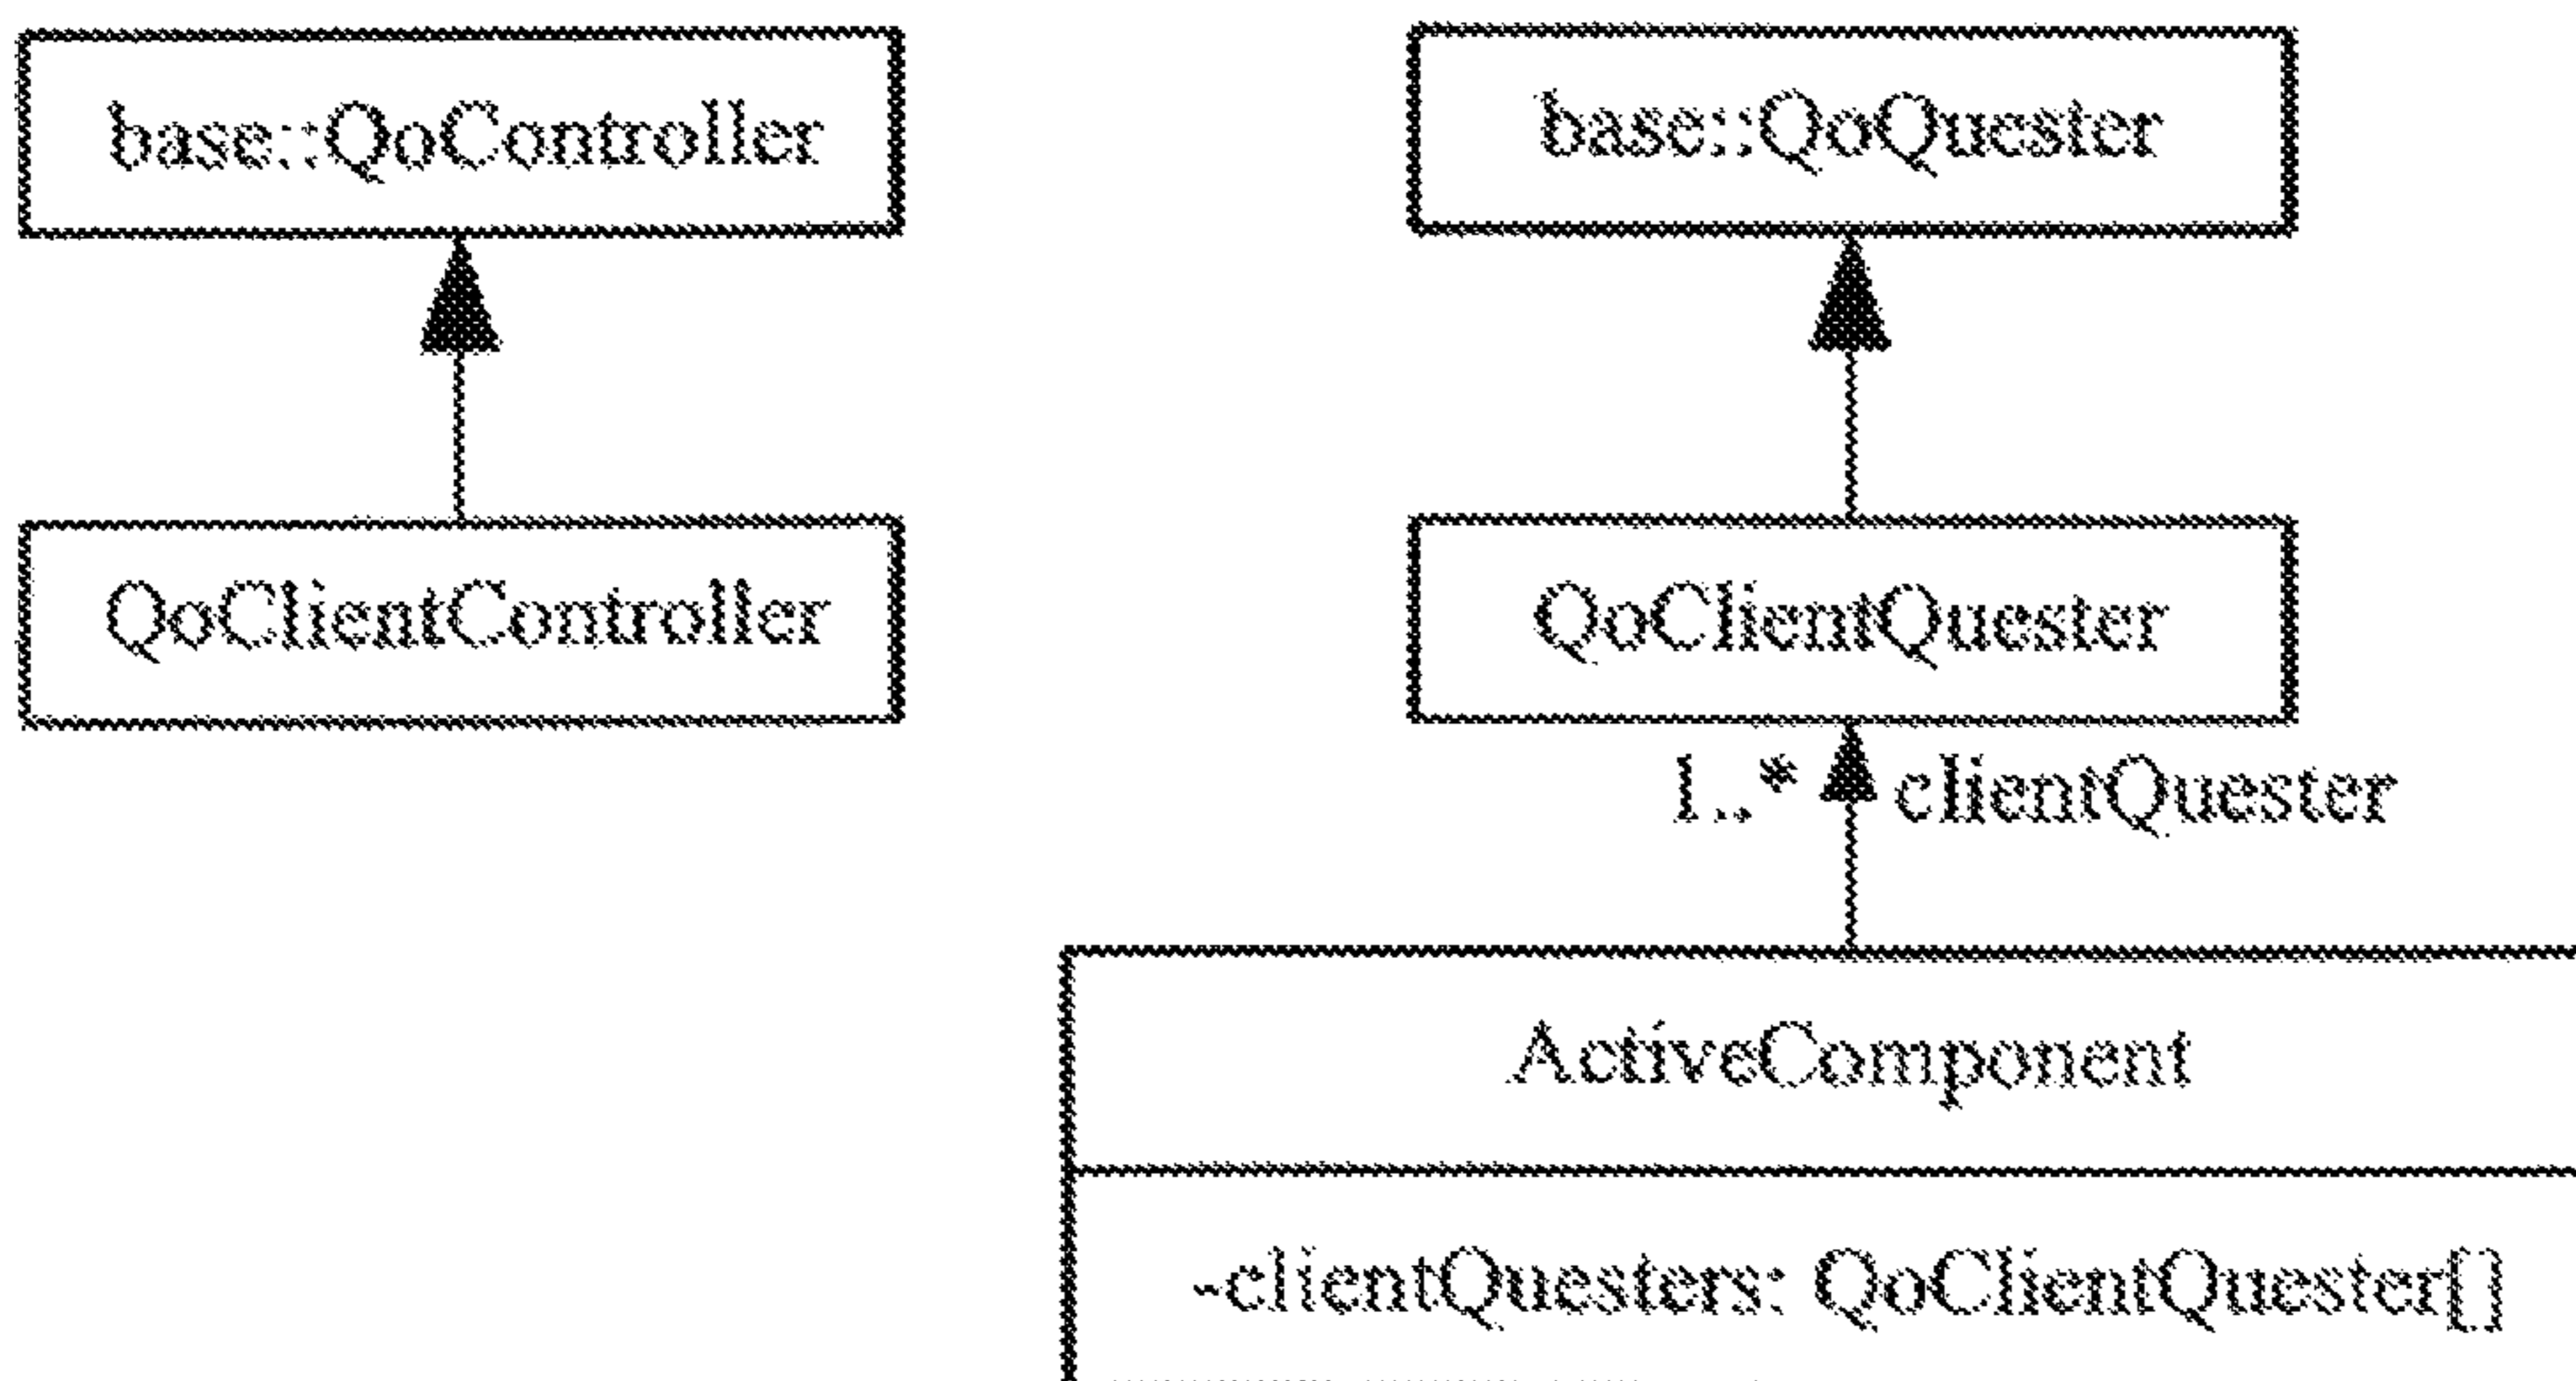 base::QoController
base::QoQuester
QoClientController
QoClientQuester
1..* clientQuester
ActiveComponent
-clientQuesters: QoClientQuester[]